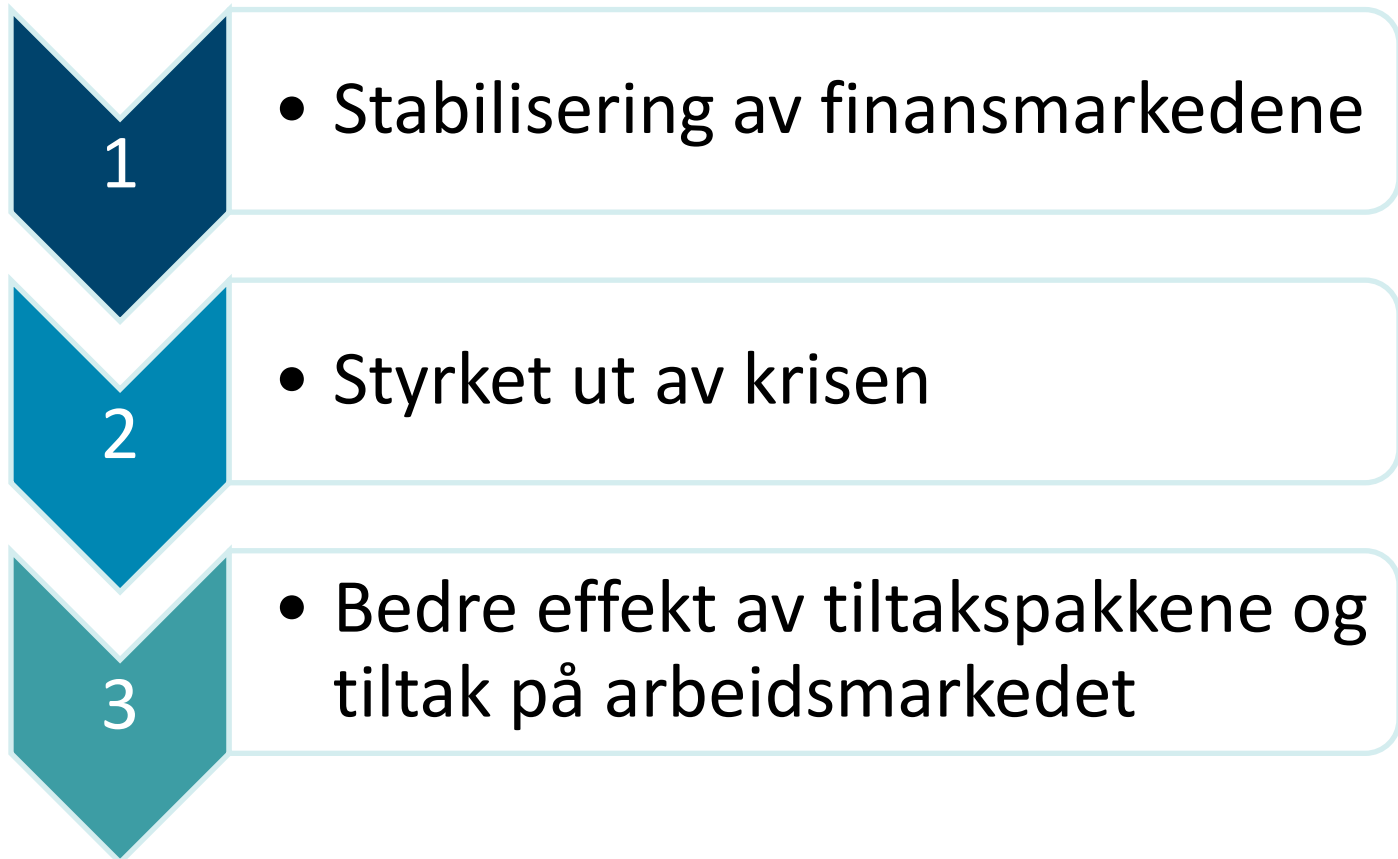 1
• Stabilisering av finansmarkedene
2
• Styrket ut av krisen
3
• Bedre effekt av tiltakspakkene og
tiltak på arbeidsmarkedet